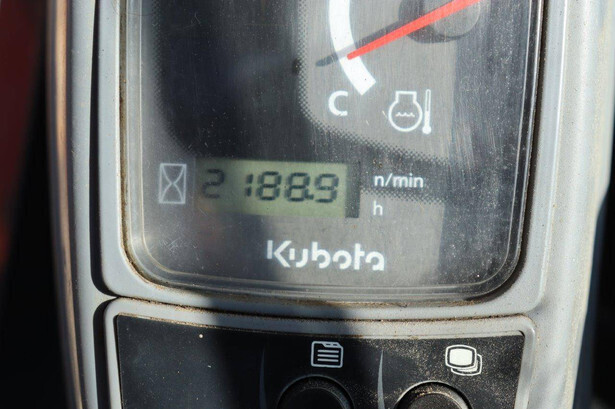 C
2188.9 n/min
h
Kubota